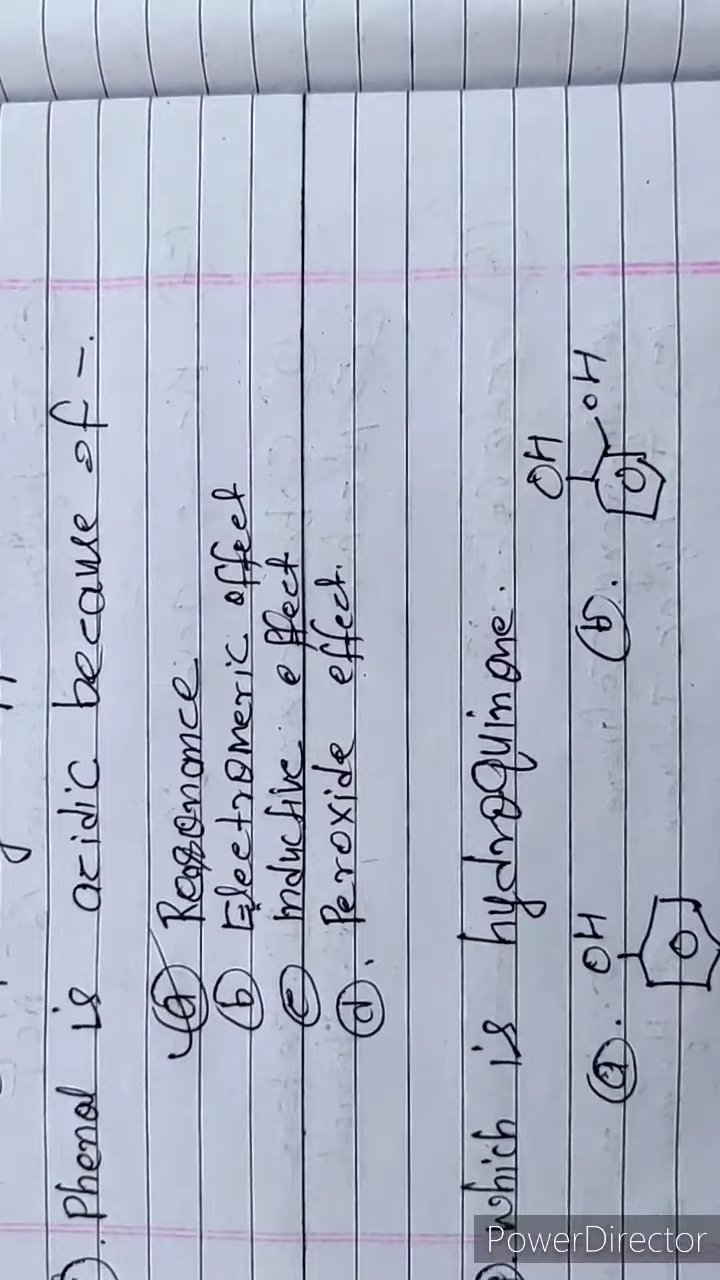 . Phenol is acidic because of -.
(a) Resonance
(b) Electromeric effect
(c) inductive effect
(d). Peroxide effect.
which is hydroquinone.
(a). OH
(b). OH OH
PowerDirector